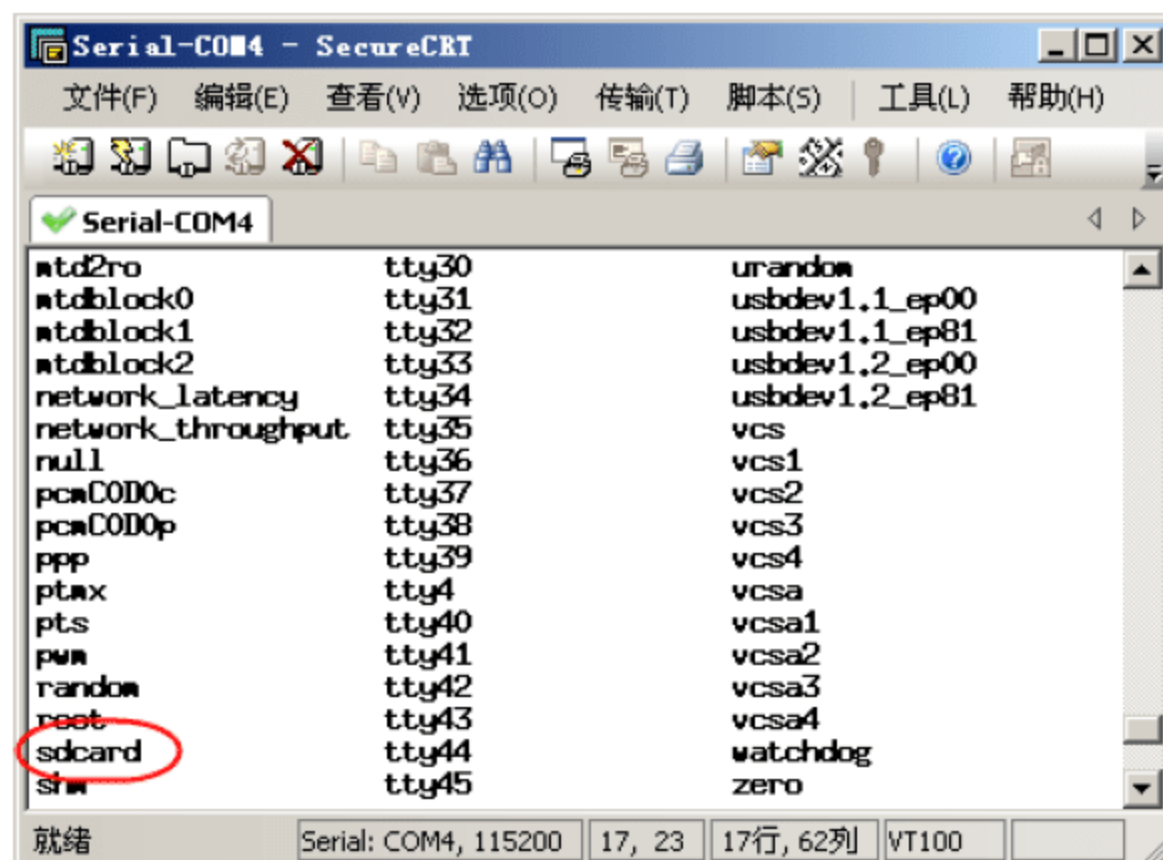 Serial-COM4 - SecureCRT
文件(F) 编辑(E) 查看(V) 选项(O) 传输(T) 脚本(S) 工具(L) 帮助(H)
Serial-COM4
mtd2ro tty30 urandom
mtdblock0 tty31 usbdev1.1_ep00
mtdblock1 tty32 usbdev1.1_ep81
mtdblock2 tty33 usbdev1.2_ep00
network_latency tty34 usbdev1.2_ep81
network_throughput tty35 vcs
null tty36 vcs1
pcmC0D0c tty37 vcs2
pcmC0D0p tty38 vcs3
ppp tty39 vcs4
ptmx tty4 vcsa
pts tty40 vcsa1
pwm tty41 vcsa2
random tty42 vcsa3
root tty43 vcsa4
sdcard tty44 watchdog
shm tty45 zero
就绪 Serial: COM4, 115200 17, 23 17行, 62列 VT100